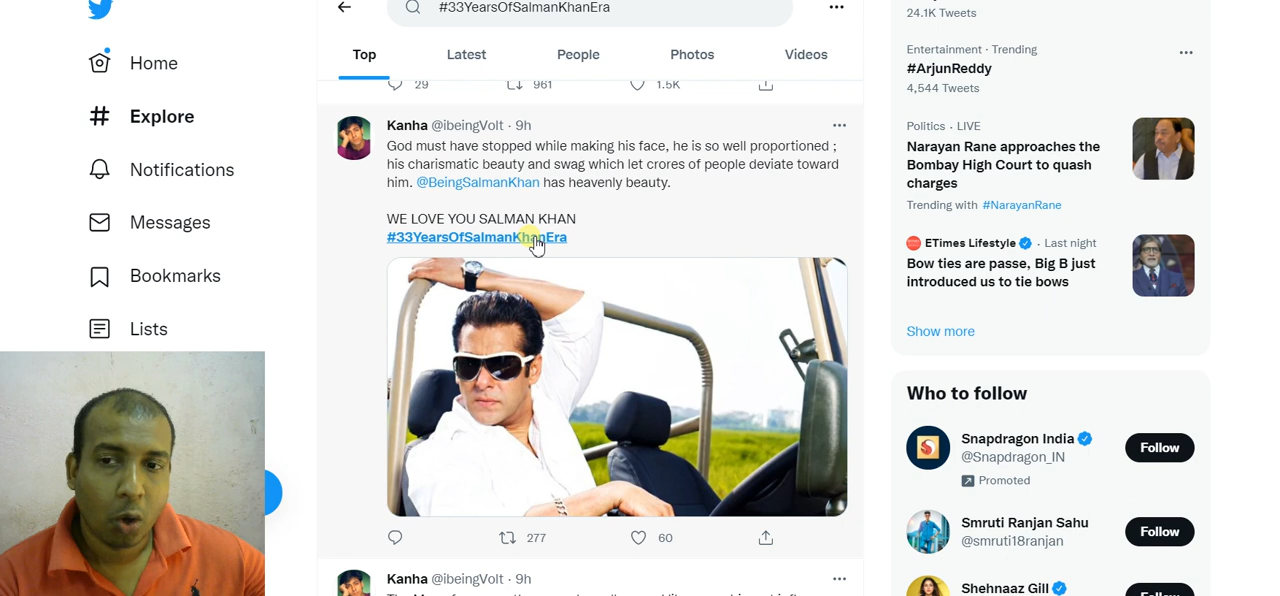 #33YearsOfSalmanKhanEra
Top
Latest
People
Photos
Videos
29
961
1.5K
Home
Explore
Notifications
Messages
Bookmarks
Lists
Kanha @ibeingVolt · 9h
God must have stopped while making his face, he is so well proportioned ;
his charismatic beauty and swag which let crores of people deviate toward
him. @BeingSalmanKhan has heavenly beauty.
WE LOVE YOU SALMAN KHAN
#33YearsOfSalmanKhanEra
277
60
Kanha @ibeingVolt · 9h
24.1K Tweets
Entertainment · Trending
#ArjunReddy
4,544 Tweets
Politics · LIVE
Narayan Rane approaches the
Bombay High Court to quash
charges
Trending with #NarayanRane
ETimes Lifestyle · Last night
Bow ties are passe, Big B just
introduced us to tie bows
Show more
Who to follow
Snapdragon India
@Snapdragon_IN
Promoted
Follow
Smruti Ranjan Sahu
@smruti18ranjan
Follow
Shehnaaz Gill
Follow